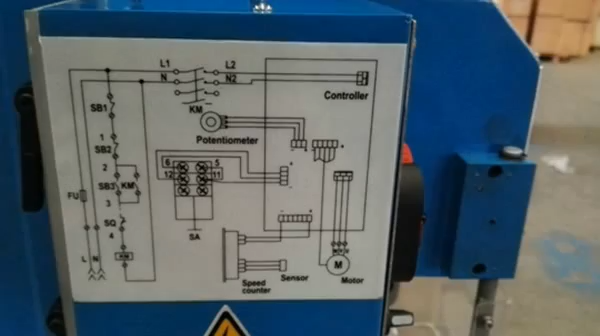 L1 L2
N N2
KM
Controller
SB1
Potentiometer
1
SB2
6 5
12 11
2
SB3 KM
FU
3
SQ
4
SA
L N
KM
M
Speed
counter
Sensor
Motor